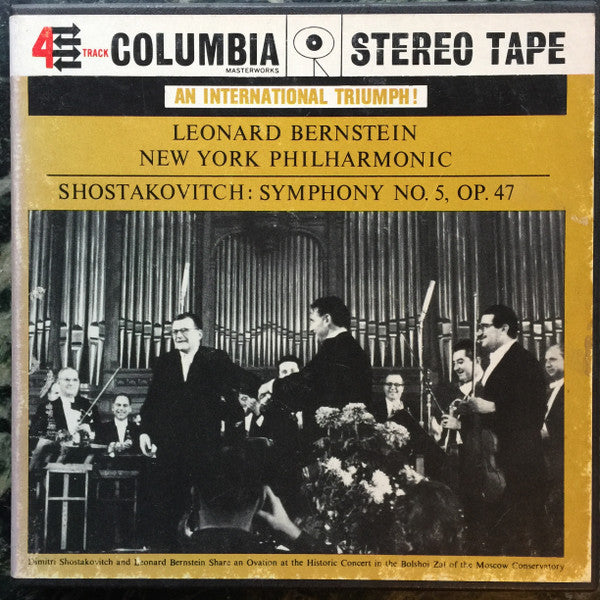 4 TRACK COLUMBIA MASTERWORKS STEREO TAPE
AN INTERNATIONAL TRIUMPH!
LEONARD BERNSTEIN
NEW YORK PHILHARMONIC
SHOSTAKOVITCH: SYMPHONY NO. 5, OP. 47
Dimitri Shostakovitch and Leonard Bernstein Share an Ovation at the Historic Concert in the Bolshoi Zal of the Moscow Conservatory